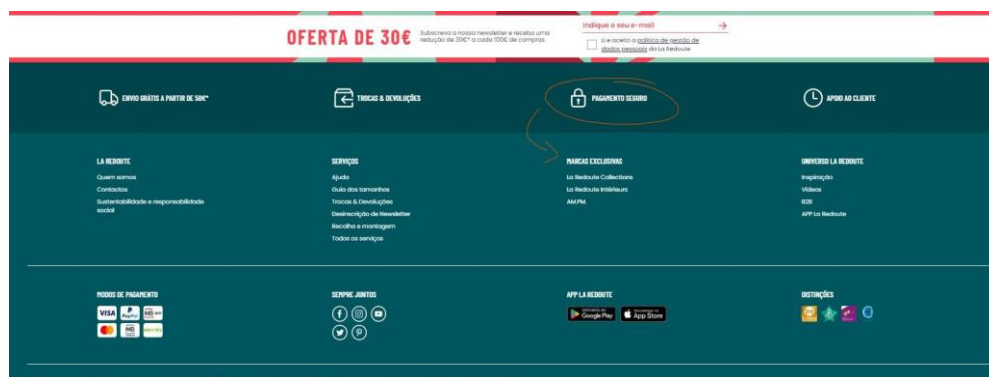 OFERTA DE 30€
Subscreva a nossa newsletter e receba uma
redução de 30€* a cada 100€ de compras
Indique o seu e-mail
Li e aceito a política de gestão de
dados pessoais da La Redoute
ENVIO GRÁTIS A PARTIR DE 50€*
TROCAS & DEVOLUÇÕES
PAGAMENTO SEGURO
APOIO AO CLIENTE
LA REDOUTE
Quem somos
Contactos
Sustentabilidade e responsabilidade
social
SERVIÇOS
Ajuda
Guia dos tamanhos
Trocas & Devoluções
Desinscrição de Newsletter
Recolha e montagem
Todos os serviços
MARCAS EXCLUSIVAS
La Redoute Collections
La Redoute Intérieurs
AM.PM.
UNIVERSO LA REDOUTE
Inspiração
Vídeos
B2B
APP La Redoute
MODOS DE PAGAMENTO
VISA
PayPal
MB
MB
SEMPRE JUNTOS
APP LA REDOUTE
Google Play
App Store
DISTINÇÕES